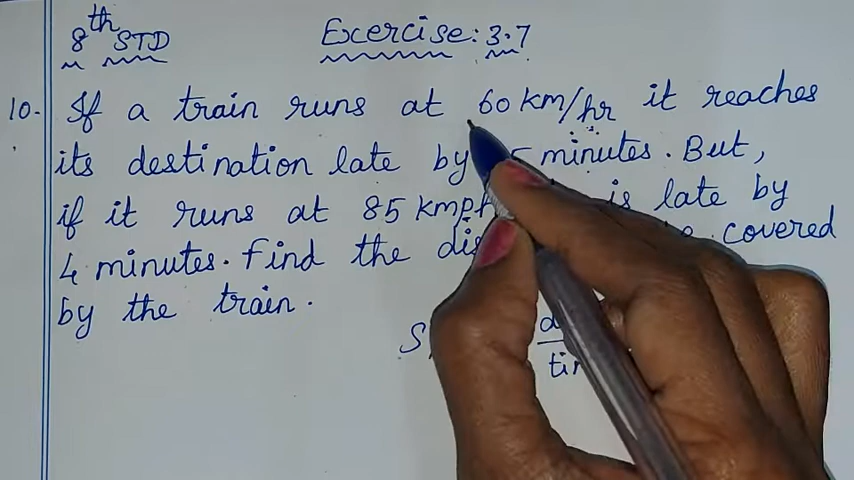 8th STD Exercise: 3.7
10. If a train runs at 60 km/hr it reaches
its destination late by 5 minutes. But,
if it runs at 85 kmph is late by
4 minutes. Find the covered
by the train.